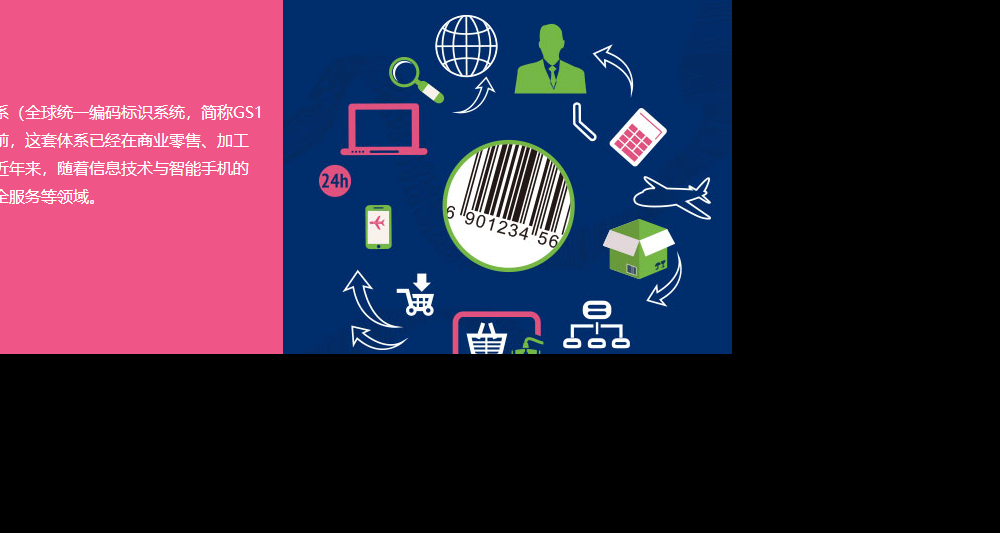 系（全球统一编码标识系统，简称GS1
前，这套体系已经在商业零售、加工
近年来，随着信息技术与智能手机的
全服务等领域。
24h
6 901234 56